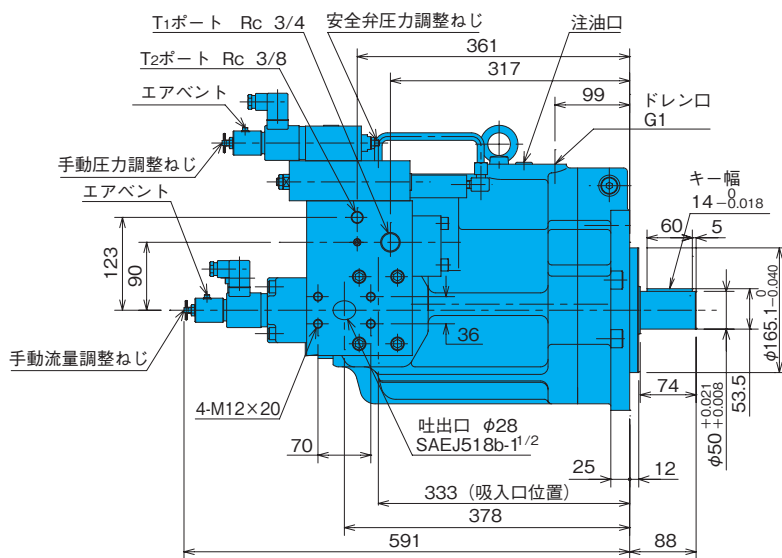 T1ポート Rc 3/4
安全弁圧力調整ねじ
注油口
T2ポート Rc 3/8
361
317
エアベント
99
ドレン口
G1
手動圧力調整ねじ
エアベント
キー幅
14 0 -0.018
60
5
123
90
φ165.1 0 -0.040
36
手動流量調整ねじ
74
53.5
φ50 +0.021 +0.008
4-M12×20
吐出口 φ28
SAEJ518b-1 1/2
70
25
12
333（吸入口位置）
378
591
88